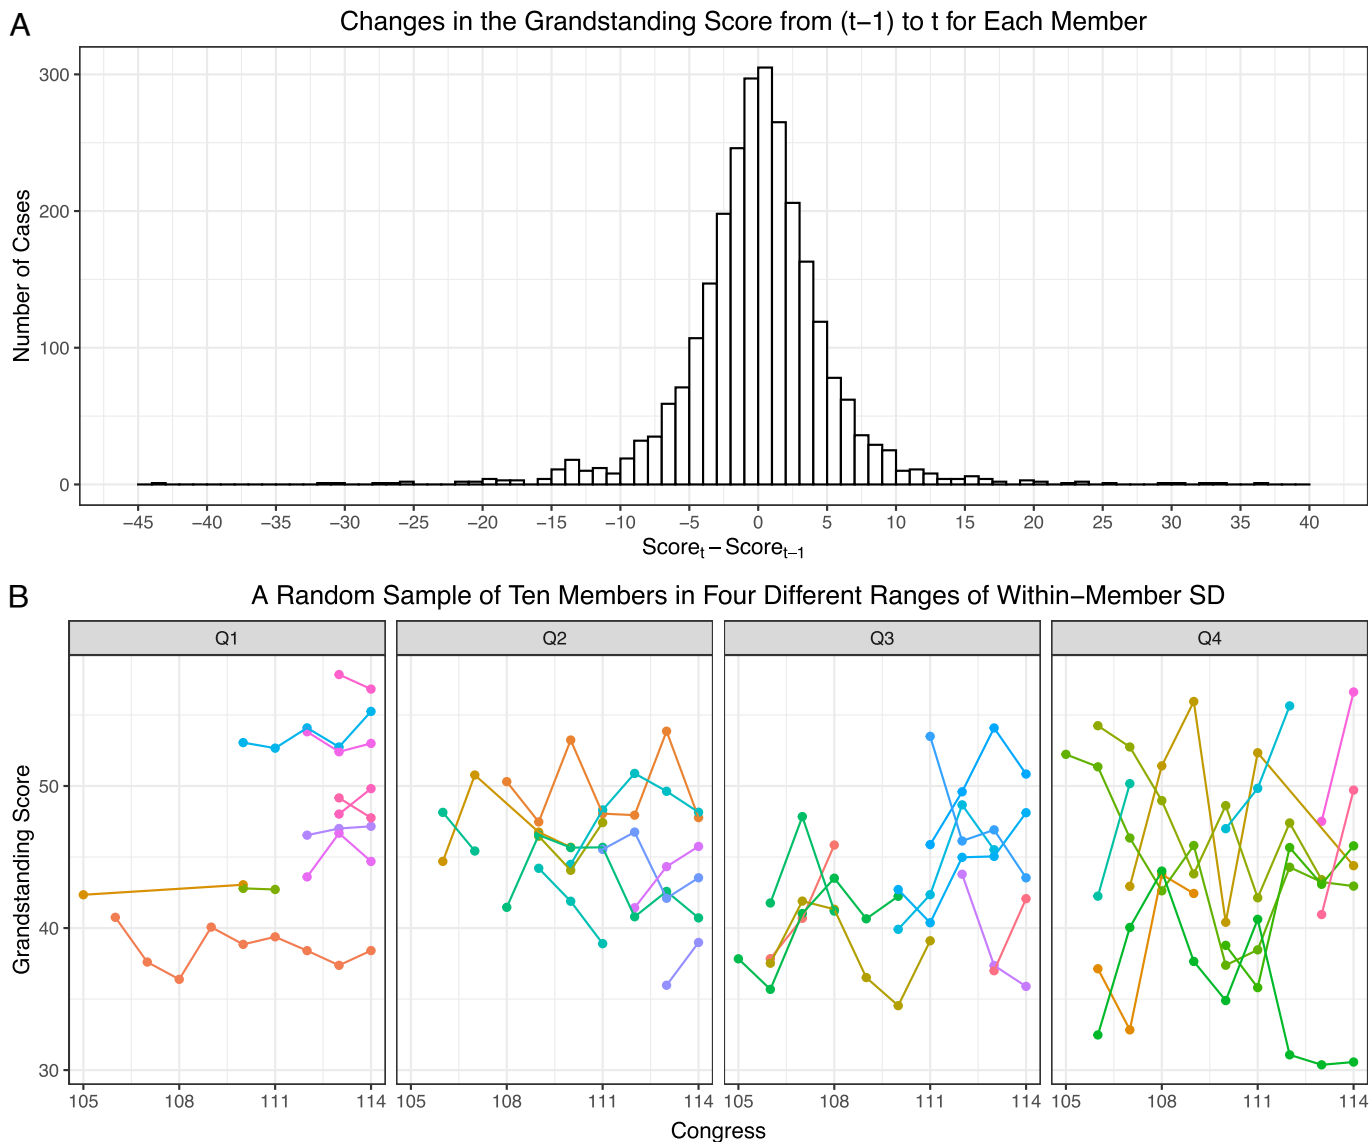 A
Changes in the Grandstanding Score from (t−1) to t for Each Member
Number of Cases
300
200
100
0
−45 −40 −35 −30 −25 −20 −15 −10 −5 0 5 10 15 20 25 30 35 40
Scoreₜ − Scoreₜ₋₁
B
A Random Sample of Ten Members in Four Different Ranges of Within−Member SD
Q1 Q2 Q3 Q4
Grandstanding Score
50
40
30
105 108 111 114 105 108 111 114 105 108 111 114 105 108 111 114
Congress